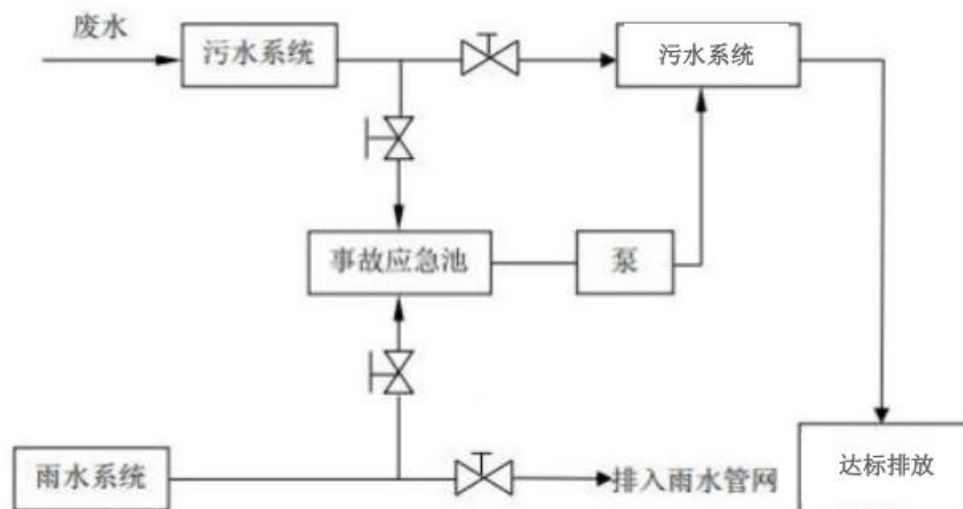 废水
污水系统
污水系统
事故应急池
泵
雨水系统
排入雨水管网
达标排放